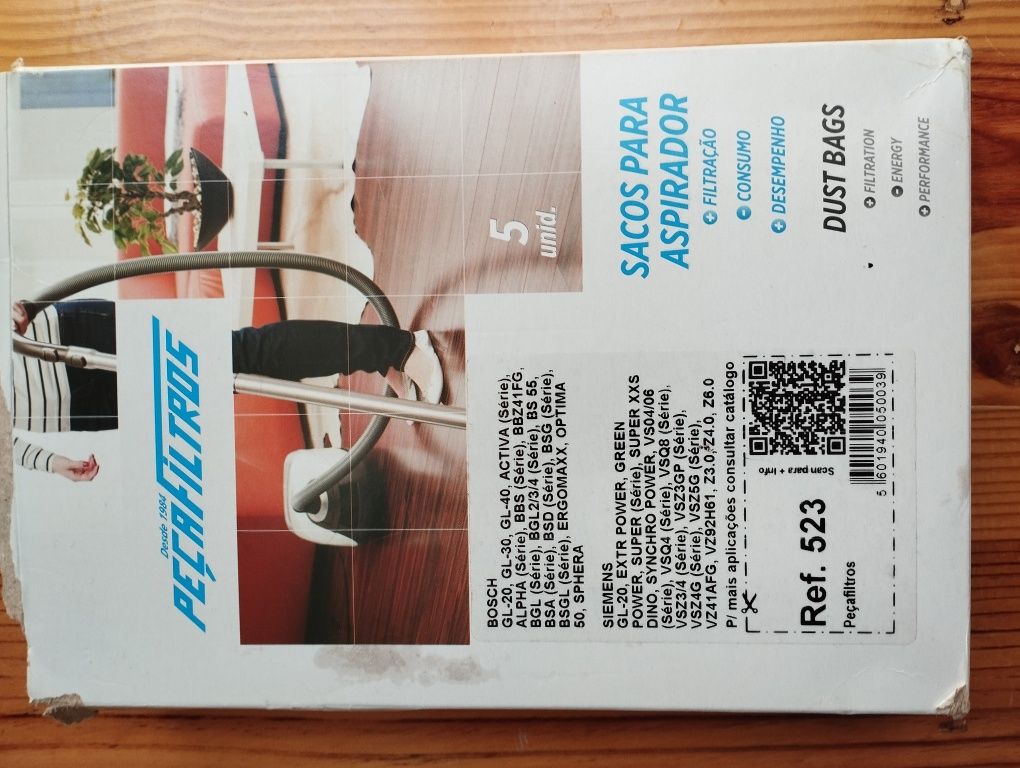 Desde 1984
PEÇAFILTROS
5
unid.
SACOS PARA
ASPIRADOR
+ FILTRAÇÃO
- CONSUMO
+ DESEMPENHO
DUST BAGS
+ FILTRATION
- ENERGY
+ PERFORMANCE
BOSCH
GL-20, GL-30, GL-40, ACTIVA (Série),
ALPHA (Série), BBS (Série), BBZ41FG,
BGL (Série), BGL2/3/4 (Série), BS 55,
BSA (Série), BSD (Série), BSG (Série),
BSGL (Série), ERGOMAXX, OPTIMA
50, SPHERA
SIEMENS
GL-20, EXTR POWER, GREEN
POWER, SUPER (Série), SUPER XXS
DINO, SYNCHRO POWER, VS04/06
(Série), VSQ4 (Série), VSQ8 (Série),
VSZ3/4 (Série), VSZ3GP (Série),
VSZ4G (Série), VSZ5G (Série),
VZ41AFG, VZ92H61, Z3.0, Z4.0, Z6.0
P/ mais aplicações consultar catálogo
Ref. 523
Peçafiltros
Scan para + info
5 601940 050039